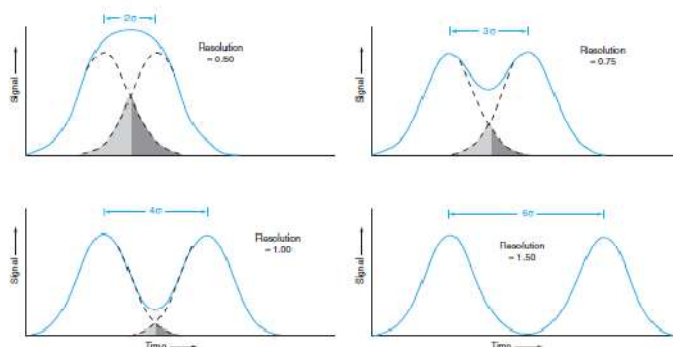 2σ
Resolution
= 0.50
Signal
3σ
Resolution
= 0.75
Signal
4σ
Resolution
= 1.00
Signal
Time
6σ
Resolution
= 1.50
Signal
Time